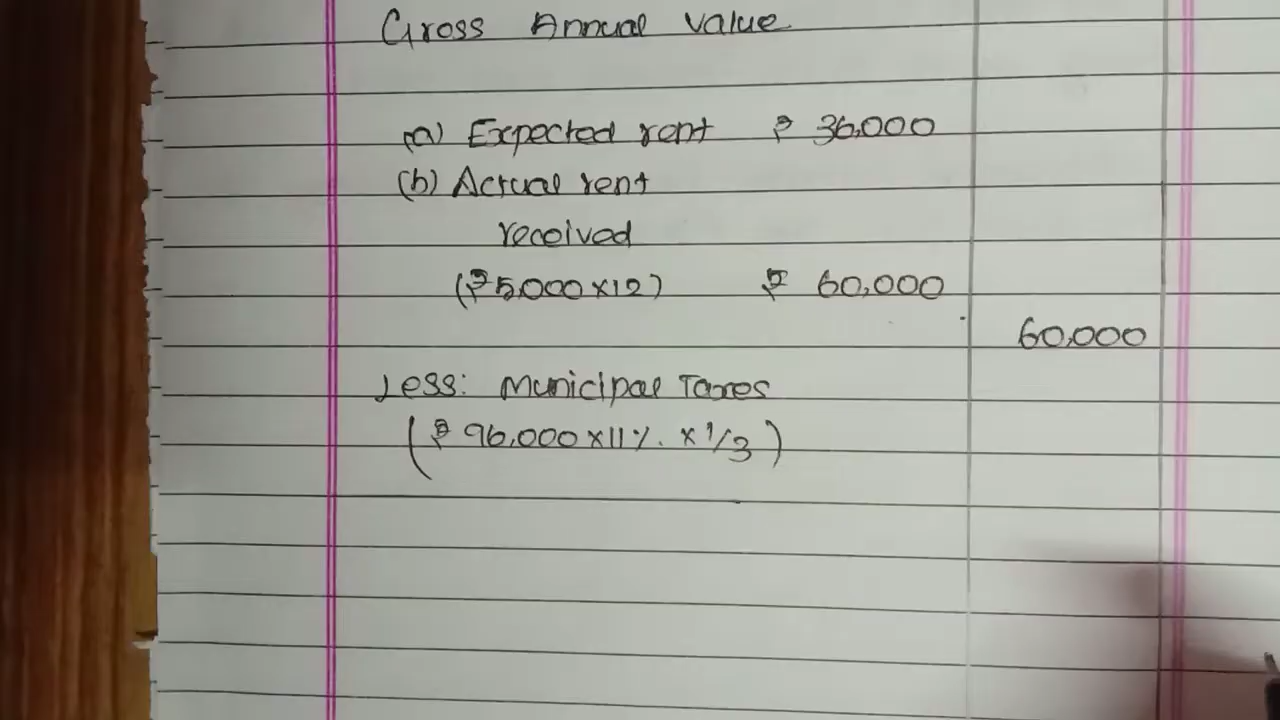 Gross Annual value
(a) Expected rent ₹ 36,000
(b) Actual rent
received
(₹5,000×12) ₹ 60,000
60,000
Less: Municipal Taxes
(₹ 96,000×11%. ×1/3)